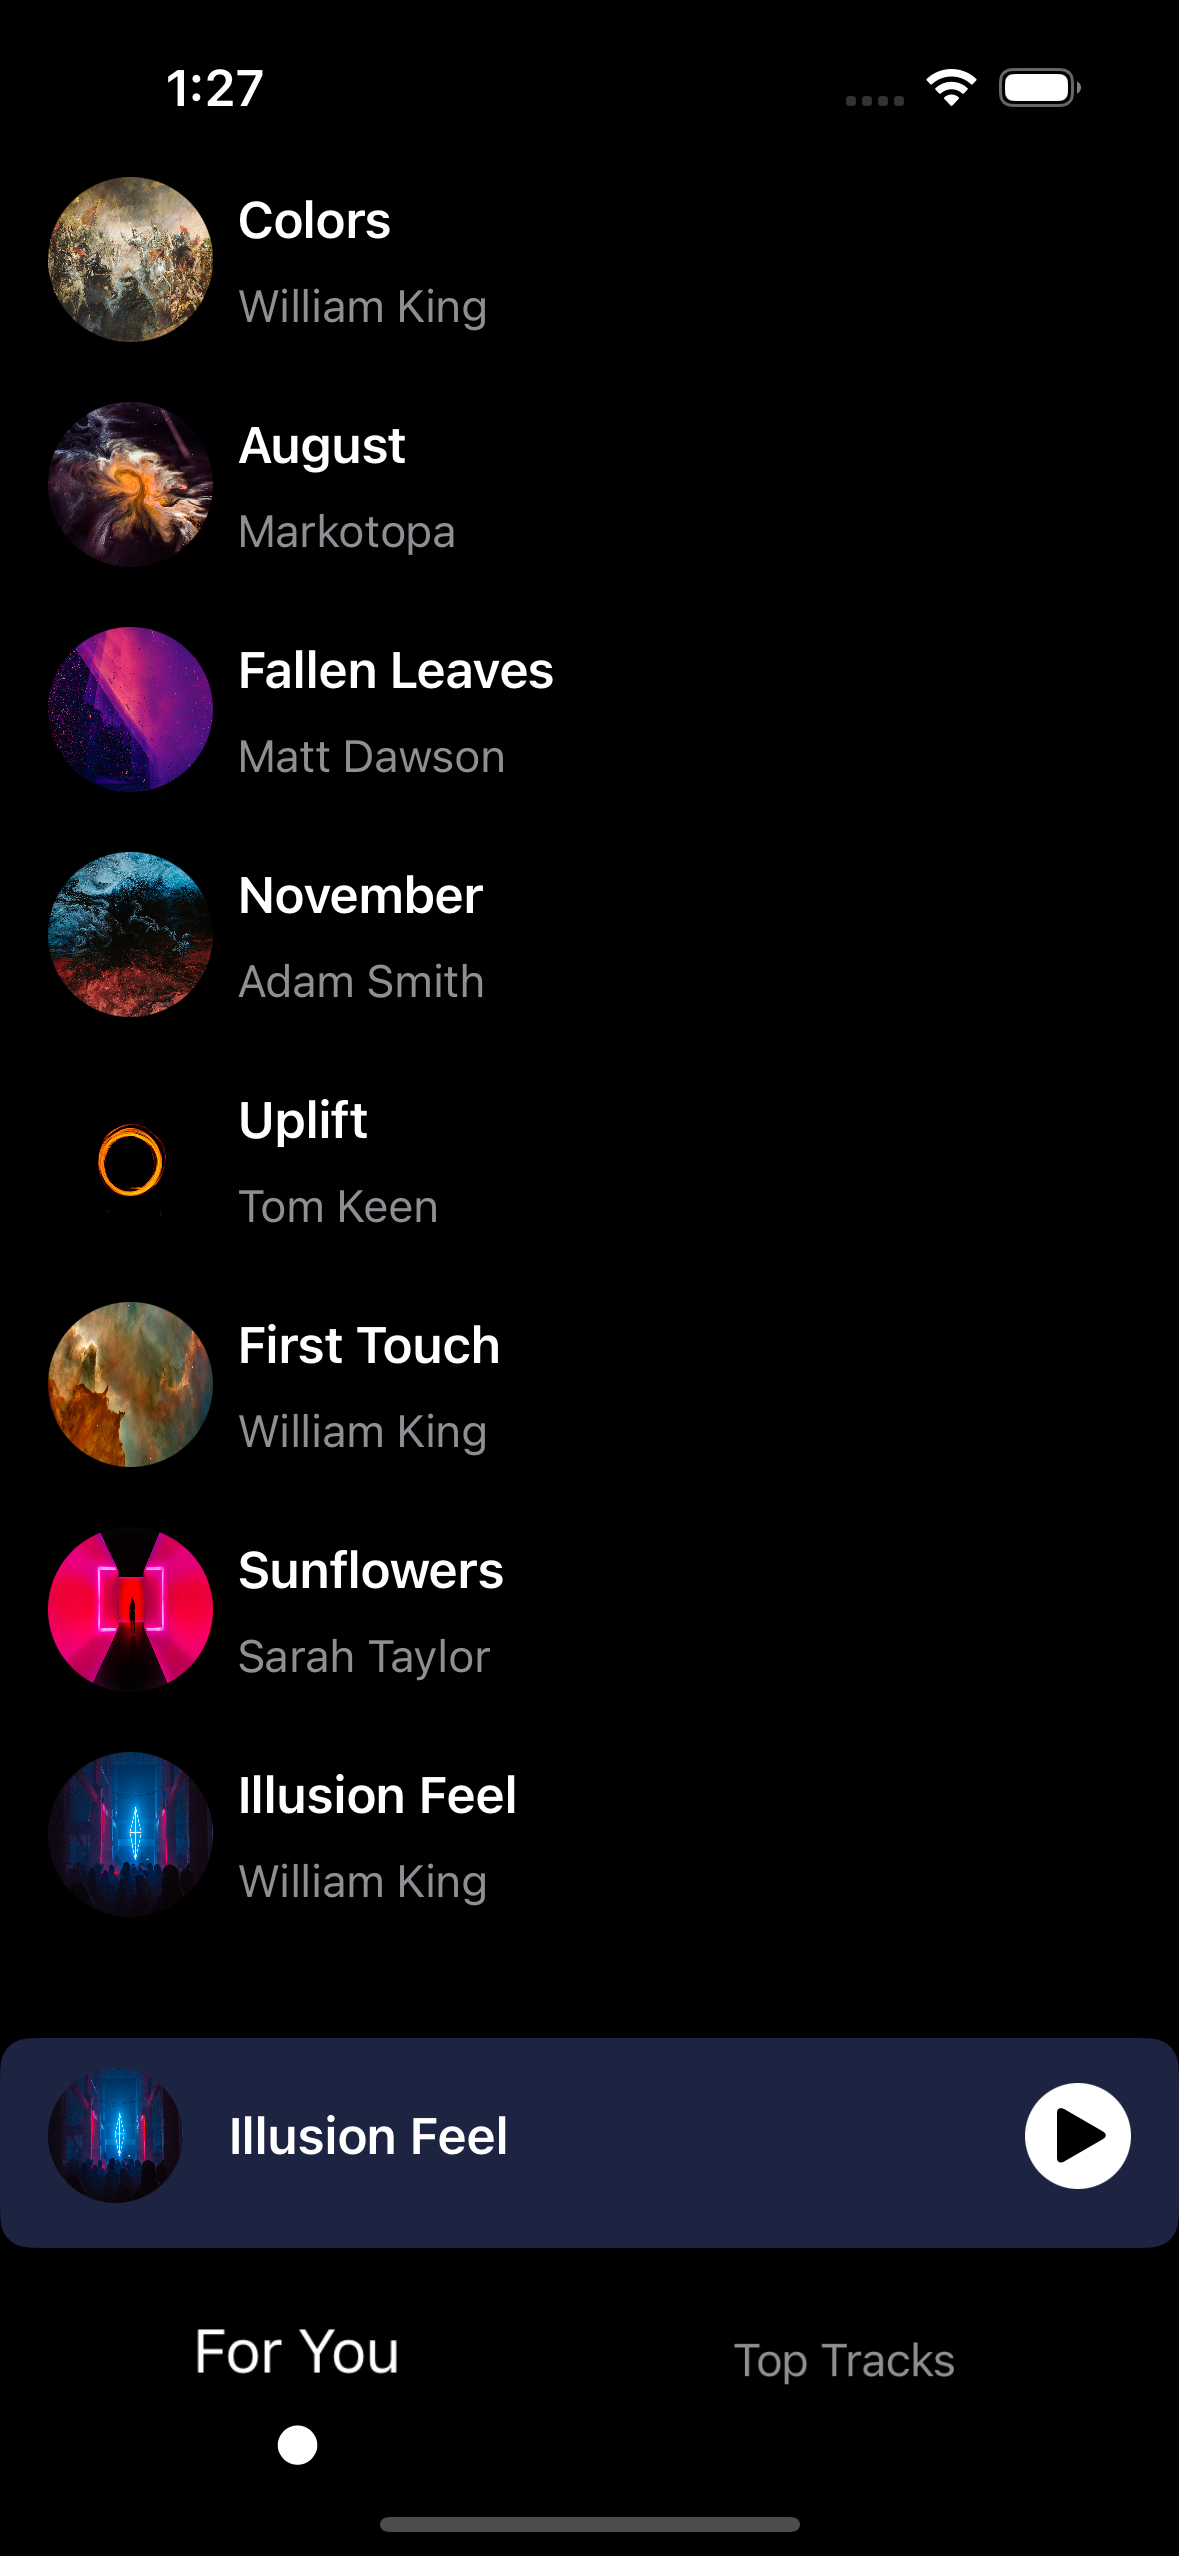 1:27
Colors
William King
August
Markotopa
Fallen Leaves
Matt Dawson
November
Adam Smith
Uplift
Tom Keen
First Touch
William King
Sunflowers
Sarah Taylor
Illusion Feel
William King
Illusion Feel
For You
Top Tracks